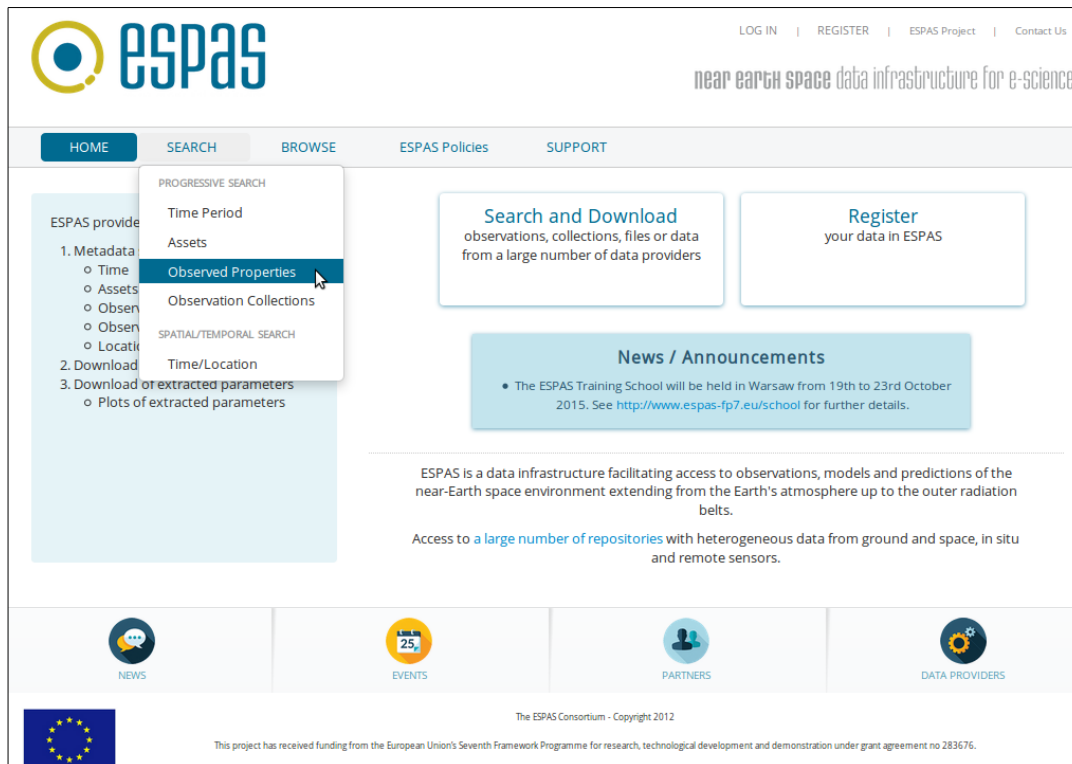 espas
LOG IN | REGISTER | ESPAS Project | Contact Us
near earth space data infrastructure for e-science
HOME SEARCH BROWSE ESPAS Policies SUPPORT
PROGRESSIVE SEARCH
Time Period
Assets
Observed Properties
Observation Collections
SPATIAL/TEMPORAL SEARCH
Time/Location
ESPAS provide
1. Metadata
Time
Assets
2. Download
3. Download of extracted parameters
Plots of extracted parameters
Search and Download
observations, collections, files or data
from a large number of data providers
Register
your data in ESPAS
News / Announcements
The ESPAS Training School will be held in Warsaw from 19th to 23rd October
2015. See http://www.espas-fp7.eu/school for further details.
ESPAS is a data infrastructure facilitating access to observations, models and predictions of the
near-Earth space environment extending from the Earth's atmosphere up to the outer radiation
belts.
Access to a large number of repositories with heterogeneous data from ground and space, in situ
and remote sensors.
NEWS
25
EVENTS
PARTNERS
DATA PROVIDERS
The ESPAS Consortium - Copyright 2012
This project has received funding from the European Union's Seventh Framework Programme for research, technological development and demonstration under grant agreement no 283676.